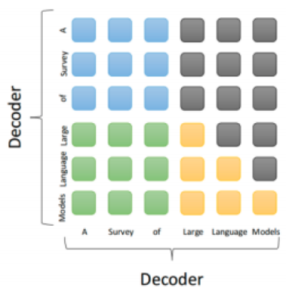 Decoder
A
Survey
of
Large
Language
Models
A Survey of Large Language Models
Decoder